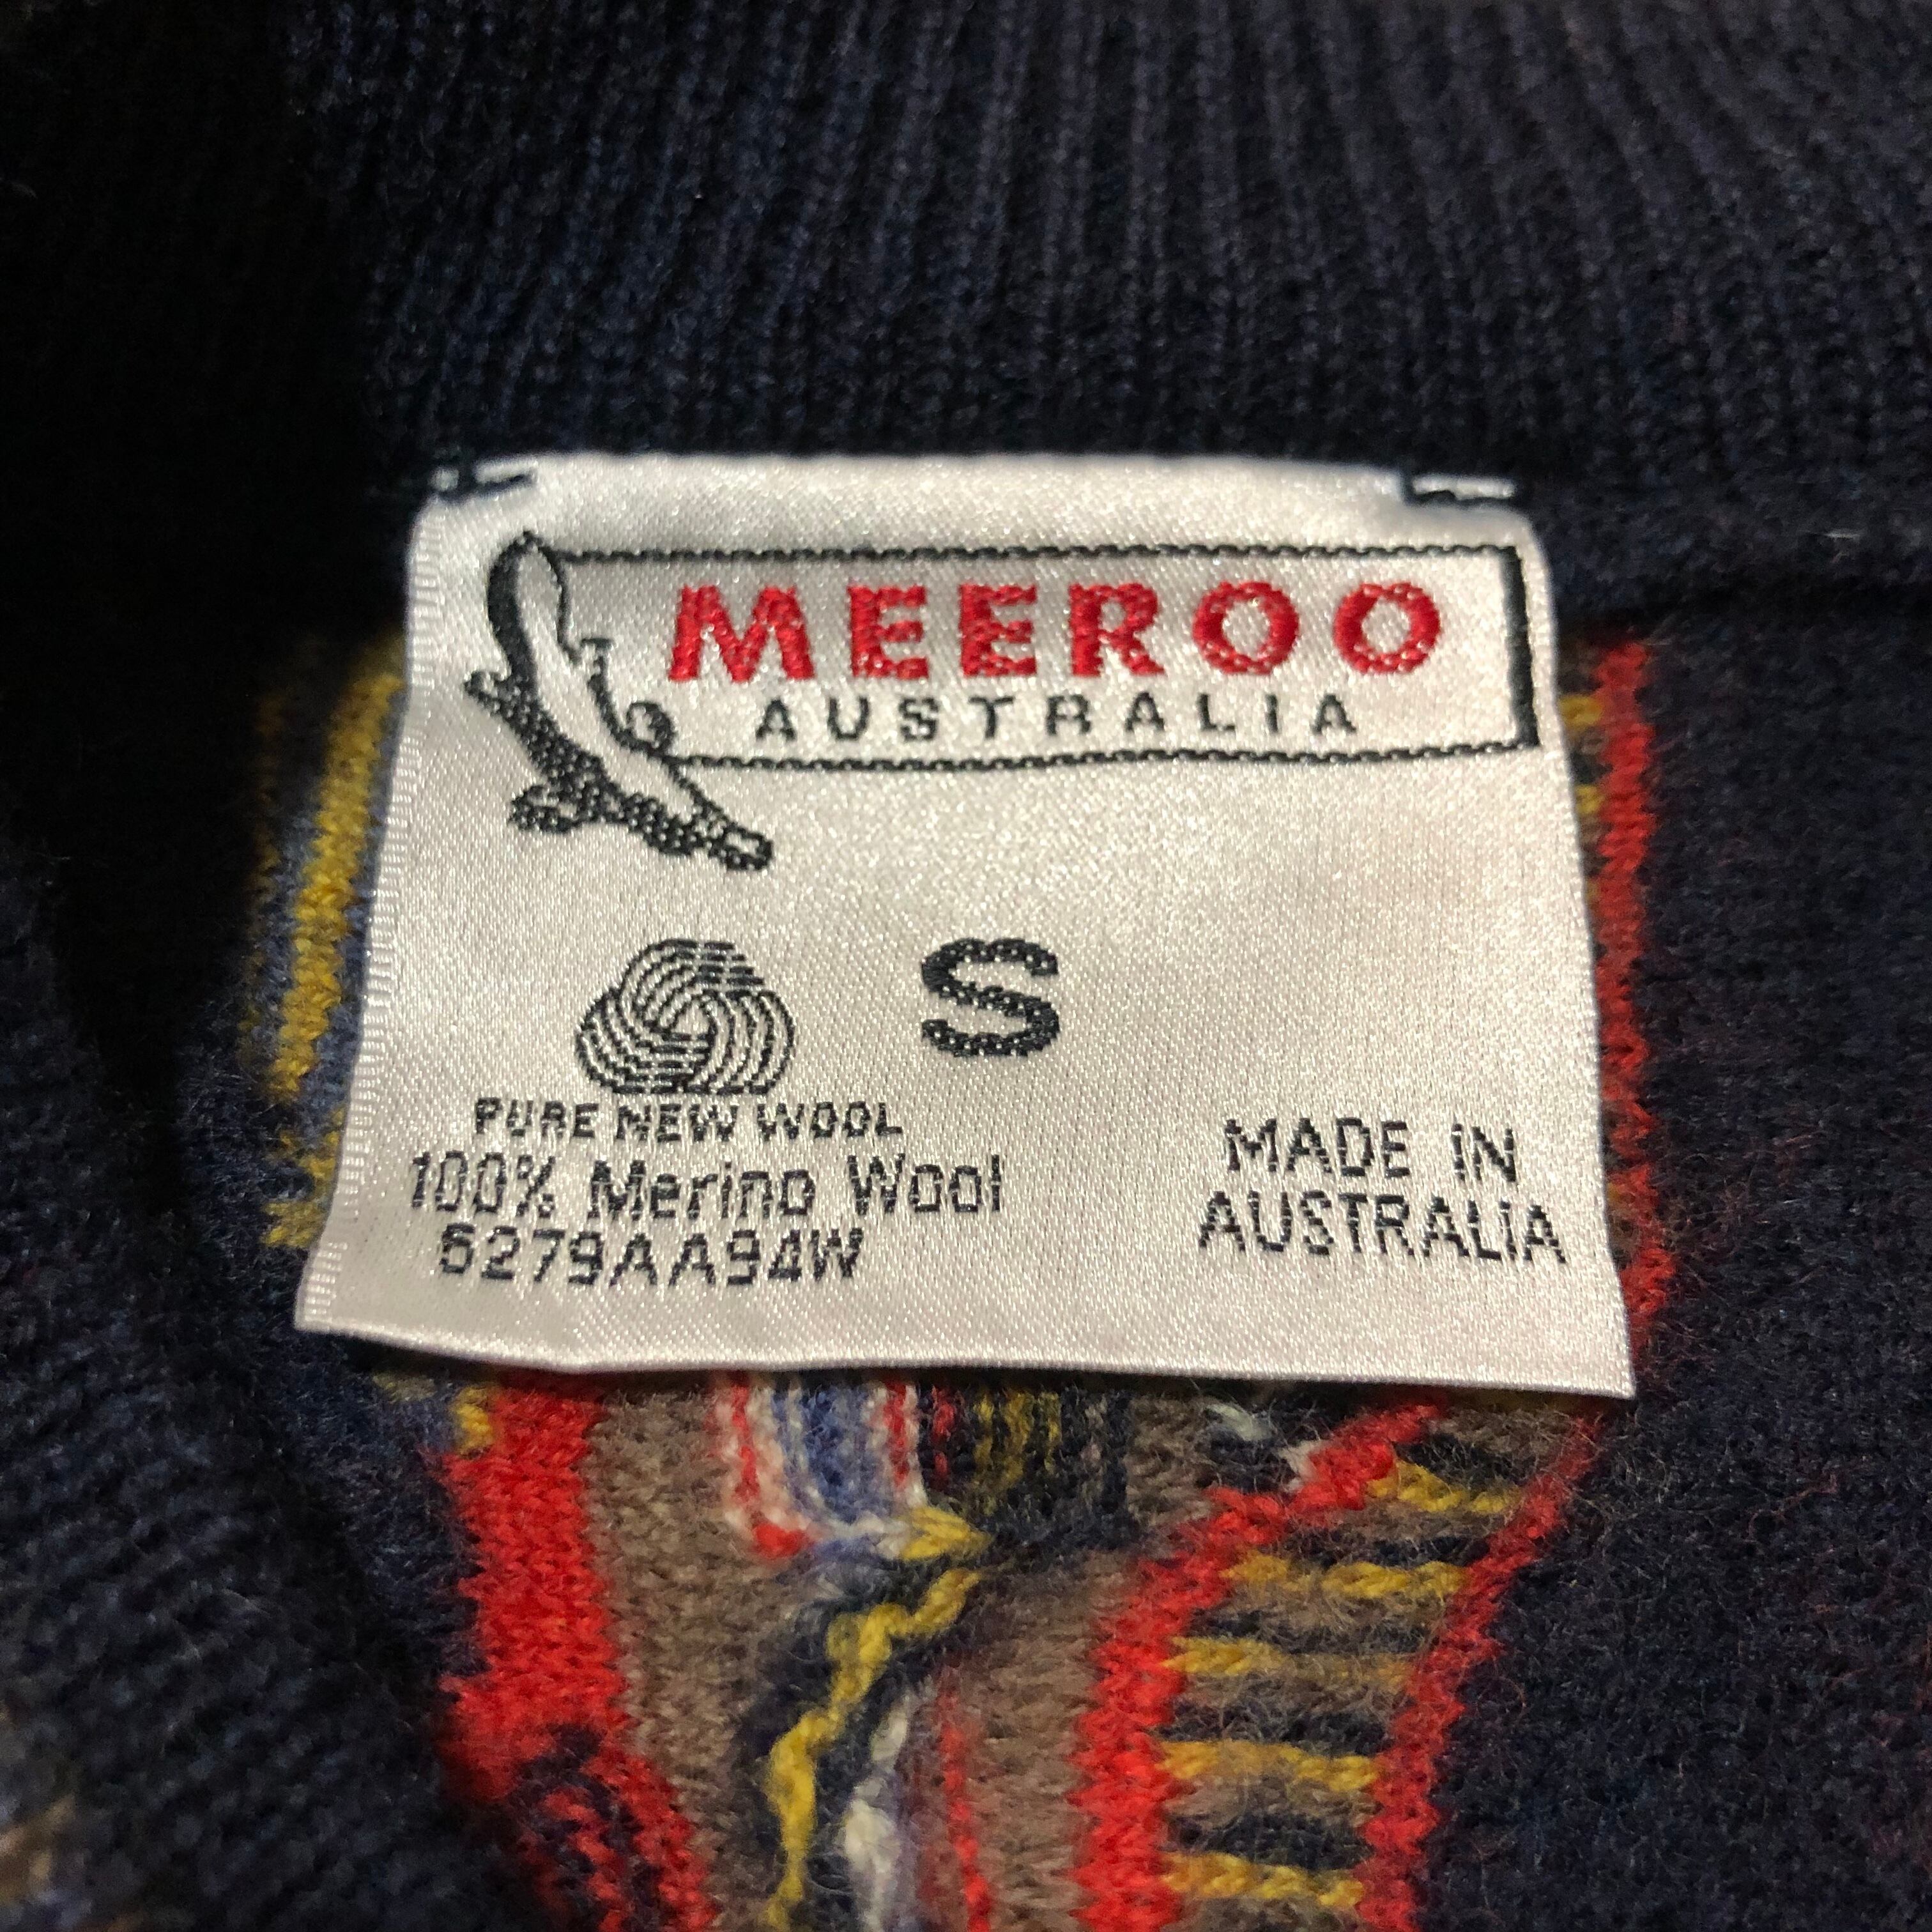 MEEROO
AUSTRALIA
S
PURE NEW WOOL
100% Merino Wool
6279AA94W
MADE IN
AUSTRALIA